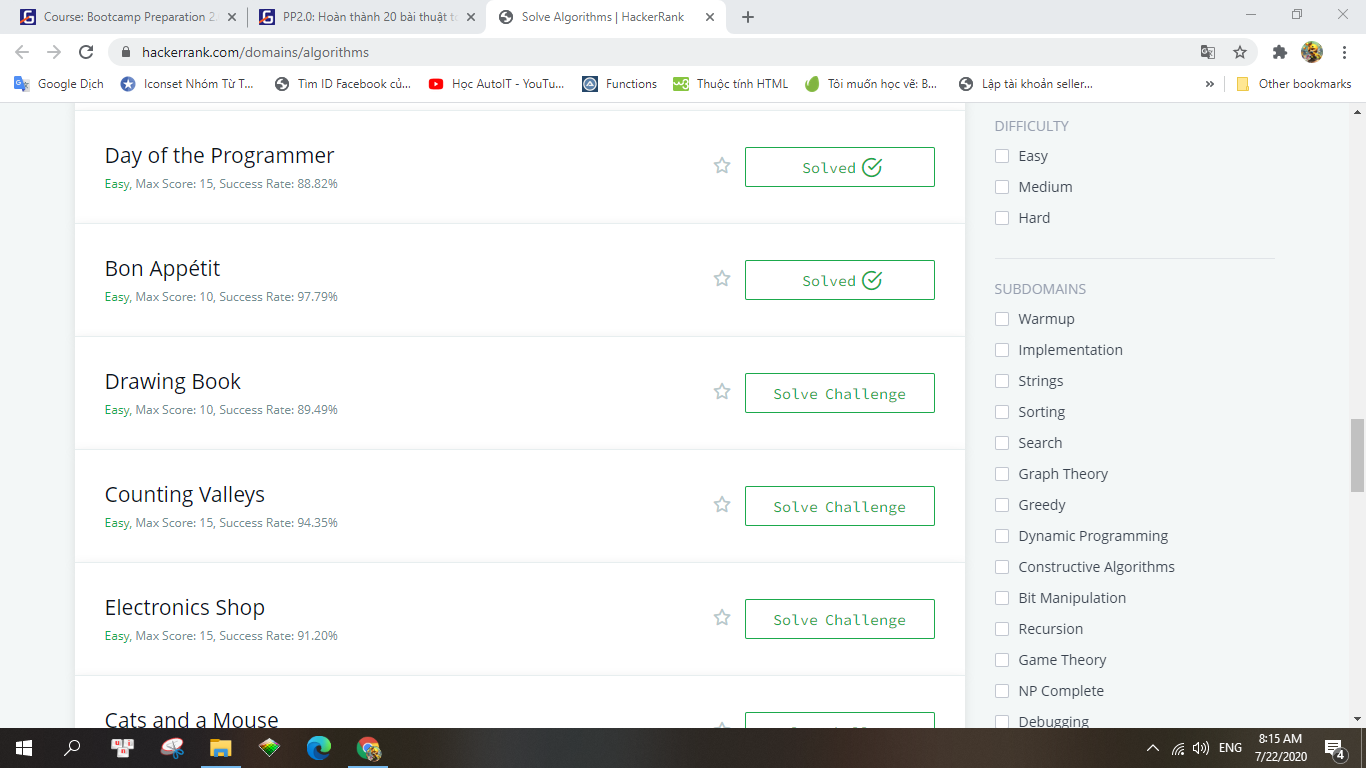 Course: Bootcamp Preparation 2.
PP2.0: Hoàn thành 20 bài thuật to
Solve Algorithms | HackerRank
hackerrank.com/domains/algorithms
Google Dịch
Iconset Nhóm Từ T...
Tìm ID Facebook củ...
Học AutoIT - YouTu...
Functions
Thuộc tính HTML
Tôi muốn học vẽ: B...
Lập tài khoản seller...
»
Other bookmarks
Day of the Programmer
Easy, Max Score: 15, Success Rate: 88.82%
Solved
Bon Appétit
Easy, Max Score: 10, Success Rate: 97.79%
Solved
Drawing Book
Easy, Max Score: 10, Success Rate: 89.49%
Solve Challenge
Counting Valleys
Easy, Max Score: 15, Success Rate: 94.35%
Solve Challenge
Electronics Shop
Easy, Max Score: 15, Success Rate: 91.20%
Solve Challenge
Cats and a Mouse
DIFFICULTY
Easy
Medium
Hard
SUBDOMAINS
Warmup
Implementation
Strings
Sorting
Search
Graph Theory
Greedy
Dynamic Programming
Constructive Algorithms
Bit Manipulation
Recursion
Game Theory
NP Complete
Debugging
ENG
8:15 AM
7/22/2020
4